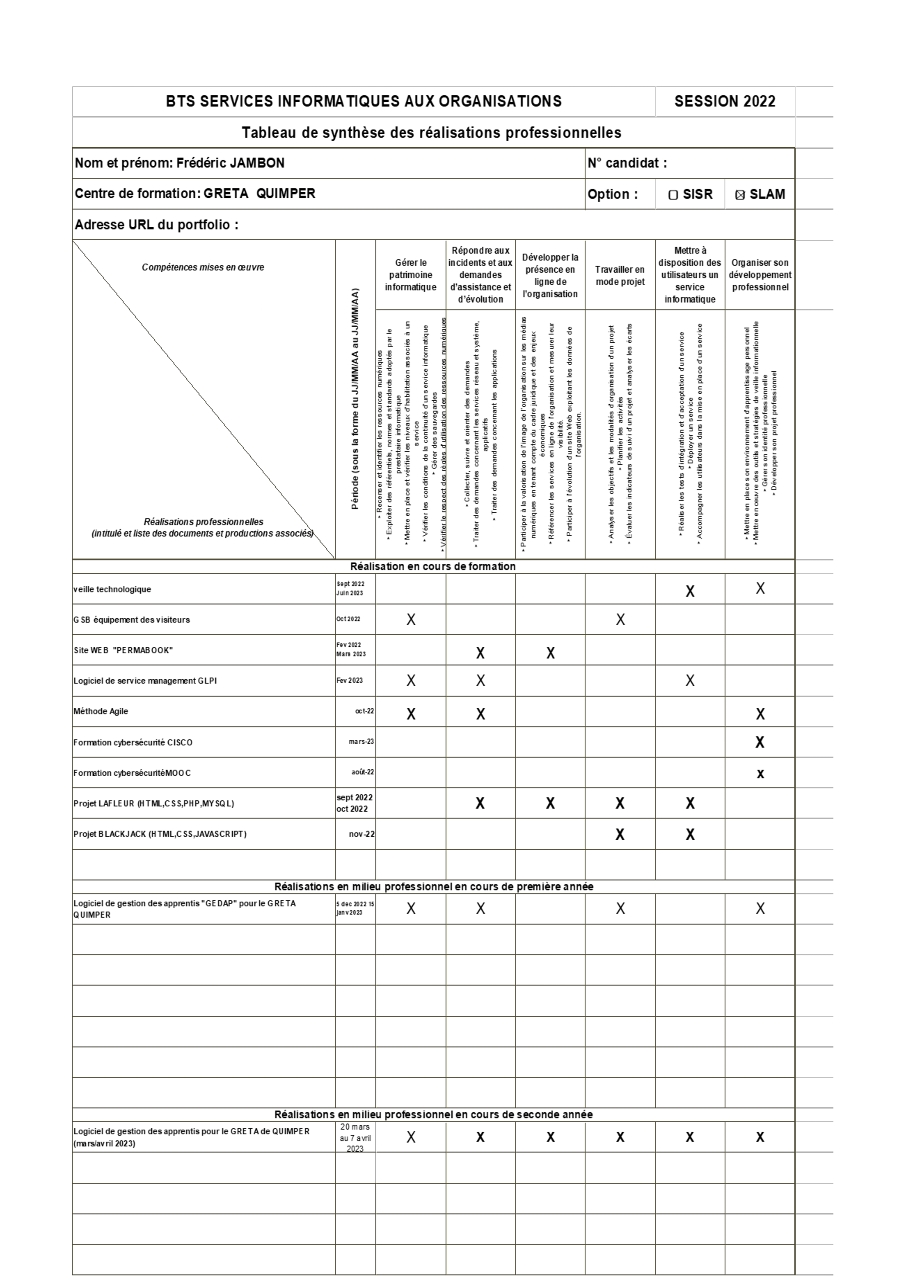 BTS SERVICES INFORMATIQUES AUX ORGANISATIONS SESSION 2022
Tableau de synthèse des réalisations professionnelles
Nom et prénom: Frédéric JAMBON N° candidat :
Centre de formation: GRETA QUIMPER Option : ☐ SISR ☒ SLAM
Adresse URL du portfolio :
Compétences mises en œuvre
Réalisations professionnelles
(intitulé et liste des documents et productions associés)
Période (sous la forme du JJ/MM/AA au JJ/MM/AA)
Gérer le
patrimoine
informatique
Répondre aux
incidents et aux
demandes
d'assistance et
d'évolution
Développer la
présence en
ligne de
l'organisation
Travailler en
mode projet
Mettre à
disposition des
utilisateurs un
service
informatique
Organiser son
développement
professionnel
• Recenser et identifier les ressources numériques
• Exploiter des référentiels, normes et standards adoptés par le
prestataire informatique
• Mettre en place et vérifier les niveaux d'habilitation associés à un
service
• Vérifier les conditions de la continuité d'un service informatique
• Gérer des sauvegardes
• Vérifier le respect des règles d'utilisation des ressources numériques
• Collecter, suivre et orienter des demandes
• Traiter des demandes concernant les services réseau et système,
applicatifs
• Traiter des demandes concernant les applications
• Participer à la valorisation de l'image de l'organisation sur les médias
numériques en tenant compte du cadre juridique et des enjeux
économiques
• Référencer les services en ligne de l'organisation et mesurer leur
visibilité.
• Participer à l'évolution d'un site Web exploitant les données de
l'organisation.
• Analyser les objectifs et les modalités d'organisation d'un projet
• Planifier les activités
• Évaluer les indicateurs de suivi d'un projet et analyser les écarts
• Réaliser les tests d'intégration et d'acceptation d'un service
• Déployer un service
• Accompagner les utilisateurs dans la mise en place d'un service
• Mettre en place son environnement d'apprentissage personnel
• Mettre en œuvre des outils et stratégies de veille informationnelle
• Gérer son identité professionnelle
• Développer son projet professionnel
Réalisation en cours de formation
veille technologique Sept 2022 X X
Juin 2023
GSB équipement des visiteurs Oct 2022 X X
Site WEB "PERMABOOK" Fev 2022 X X
Mars 2023
Logiciel de service management GLPI Fev 2023 X X X
Méthode Agile oct-22 X X X
Formation cybersécurité CISCO mars-23 X
Formation cybersécuritéMOOC août-22 x
Projet LAFLEUR (HTML,CSS,PHP,MYSQL) sept 2022 X X X X
oct 2022
Projet BLACKJACK (HTML,CSS,JAVASCRIPT) nov-22 X X
Réalisations en milieu professionnel en cours de première année
Logiciel de gestion des apprentis "GEDAP" pour le GRETA 5 dec 2022 15 X X X X
QUIMPER janv 2023
Réalisations en milieu professionnel en cours de seconde année
Logiciel de gestion des apprentis pour le GRETA de QUIMPER 20 mars X X X X X X
(mars/avril 2023) au 7 avril
2023